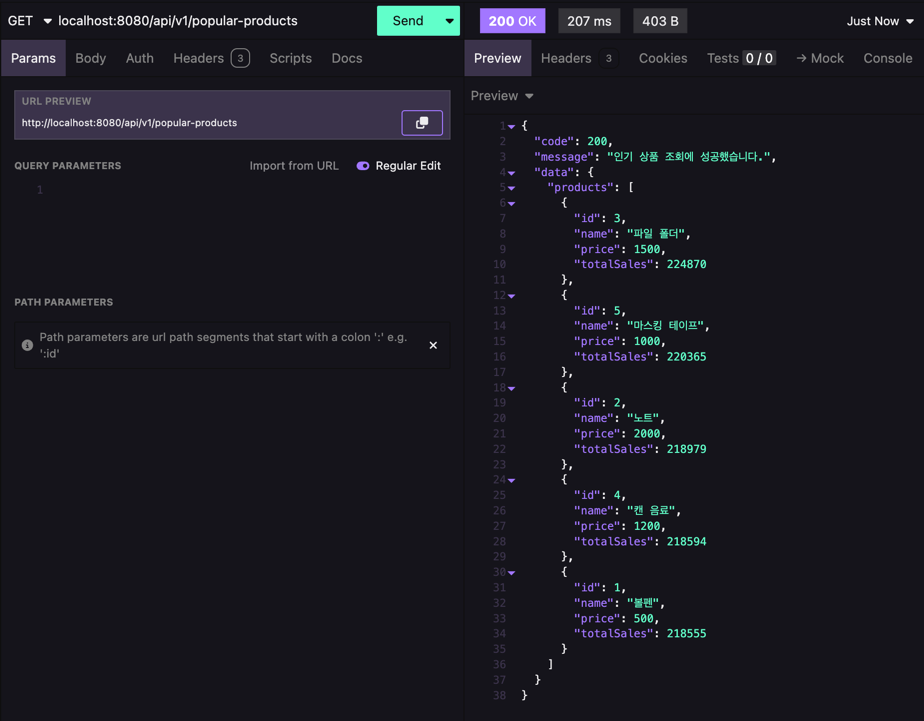 GET localhost:8080/api/v1/popular-products Send 200 OK 207 ms 403 B Just Now
Params Body Auth Headers 3 Scripts Docs
Preview Headers 3 Cookies Tests 0 / 0 → Mock Console
URL PREVIEW
http://localhost:8080/api/v1/popular-products
QUERY PARAMETERS Import from URL Regular Edit
1
PATH PARAMETERS
Path parameters are url path segments that start with a colon ':' e.g.
':id'
Preview
1 {
2 "code": 200,
3 "message": "인기 상품 조회에 성공했습니다.",
4 "data": {
5 "products": [
6 {
7 "id": 3,
8 "name": "파일 폴더",
9 "price": 1500,
10 "totalSales": 224870
11 },
12 {
13 "id": 5,
14 "name": "마스킹 테이프",
15 "price": 1000,
16 "totalSales": 220365
17 },
18 {
19 "id": 2,
20 "name": "노트",
21 "price": 2000,
22 "totalSales": 218979
23 },
24 {
25 "id": 4,
26 "name": "캔 음료",
27 "price": 1200,
28 "totalSales": 218594
29 },
30 {
31 "id": 1,
32 "name": "볼펜",
33 "price": 500,
34 "totalSales": 218555
35 }
36 ]
37 }
38 }